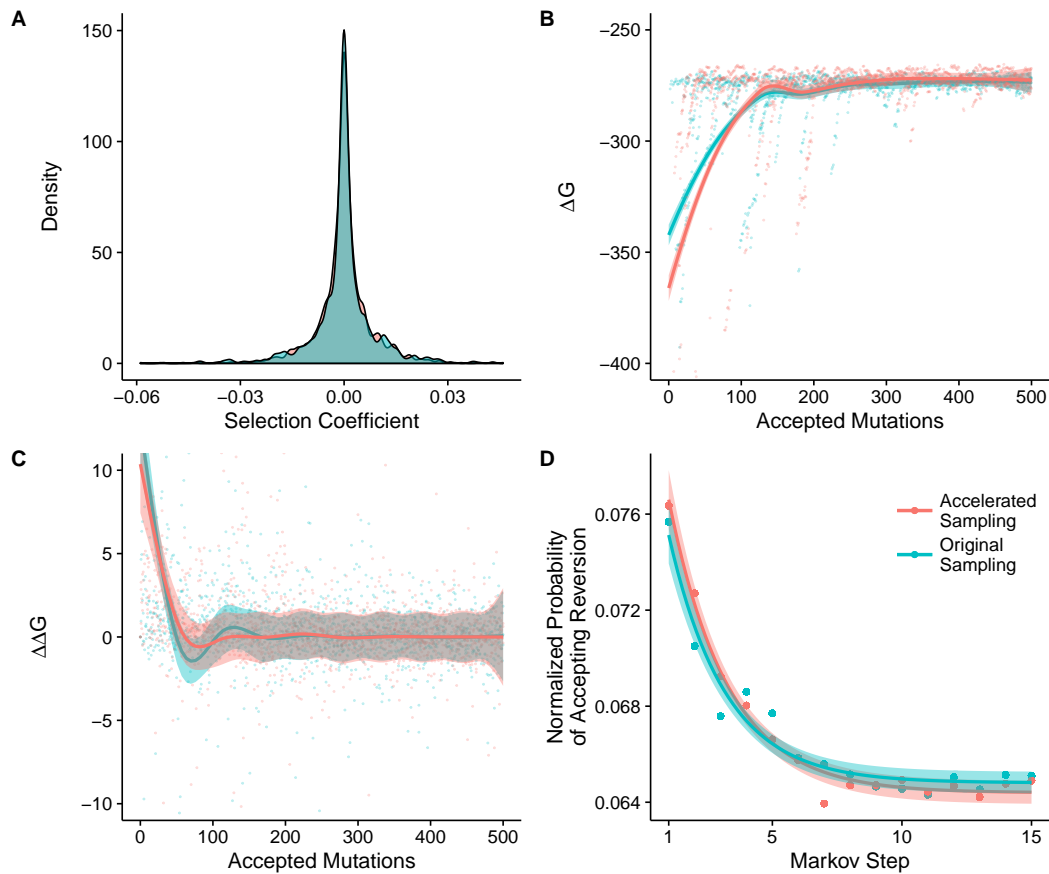 A
150
100
50
0
Density
−0.06
−0.03
0.00
0.03
Selection Coefficient
B
−250
−300
−350
−400
ΔG
0
100
200
300
400
500
Accepted Mutations
C
10
5
0
−5
−10
ΔΔG
0
100
200
300
400
500
Accepted Mutations
D
0.076
0.072
0.068
0.064
Normalized Probability
of Accepting Reversion
Accelerated
Sampling
Original
Sampling
1
5
10
15
Markov Step